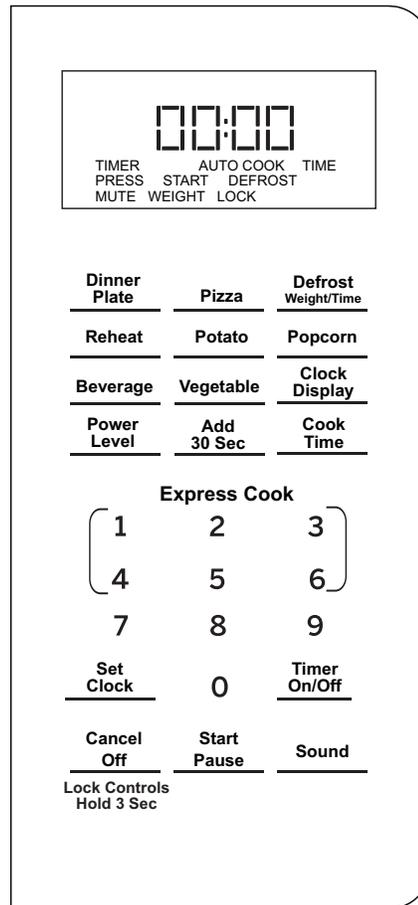 00:00
TIMER AUTO COOK TIME
PRESS START DEFROST
MUTE WEIGHT LOCK
Dinner Plate
Pizza
Defrost Weight/Time
Reheat Potato Popcorn
Beverage Vegetable
Clock Display
Power Level
Add 30 Sec
Cook Time
Express Cook
1 2 3
4 5 6
7 8 9
Set Clock
0
Timer On/Off
Cancel Off
Start Pause
Sound
Lock Controls
Hold 3 Sec